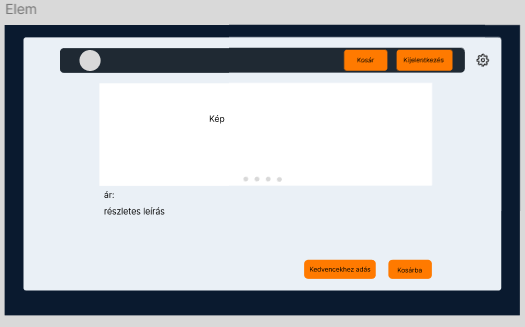 Elem
Kosár
Kijelentkezés
Kép
ár:
részletes leírás
Kedvencekhez adás
Kosárba